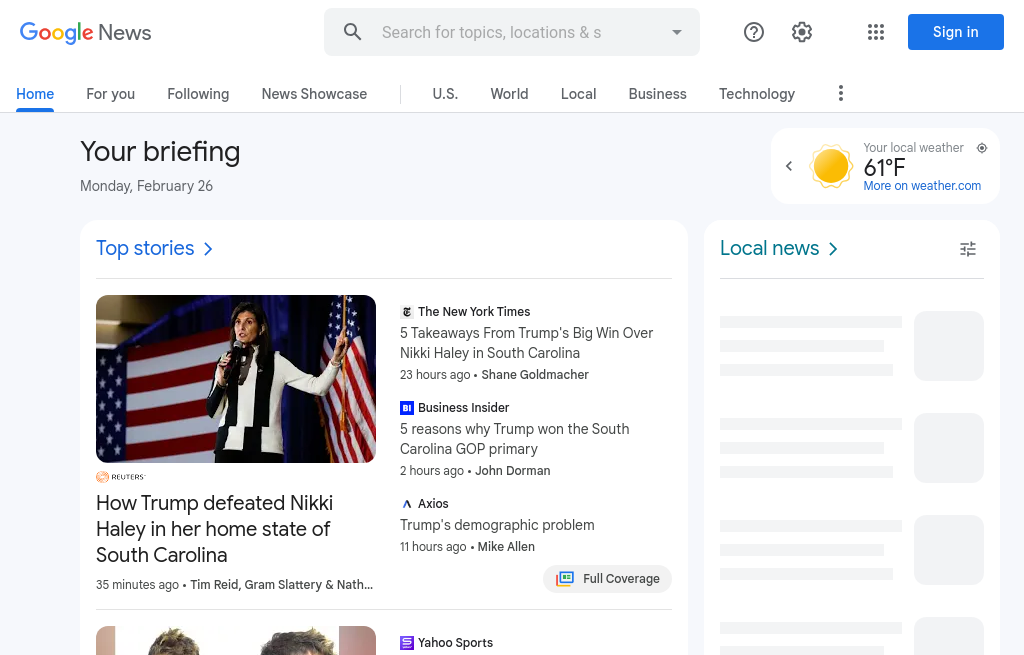 Google News
Search for topics, locations & s
Sign in
Home
For you
Following
News Showcase
U.S.
World
Local
Business
Technology
Your briefing
Monday, February 26
Your local weather
61°F
More on weather.com
Top stories
Local news
REUTERS
How Trump defeated Nikki
Haley in her home state of
South Carolina
35 minutes ago • Tim Reid, Gram Slattery & Nath...
The New York Times
5 Takeaways From Trump's Big Win Over
Nikki Haley in South Carolina
23 hours ago • Shane Goldmacher
BI Business Insider
5 reasons why Trump won the South
Carolina GOP primary
2 hours ago • John Dorman
Axios
Trump's demographic problem
11 hours ago • Mike Allen
Full Coverage
Yahoo Sports